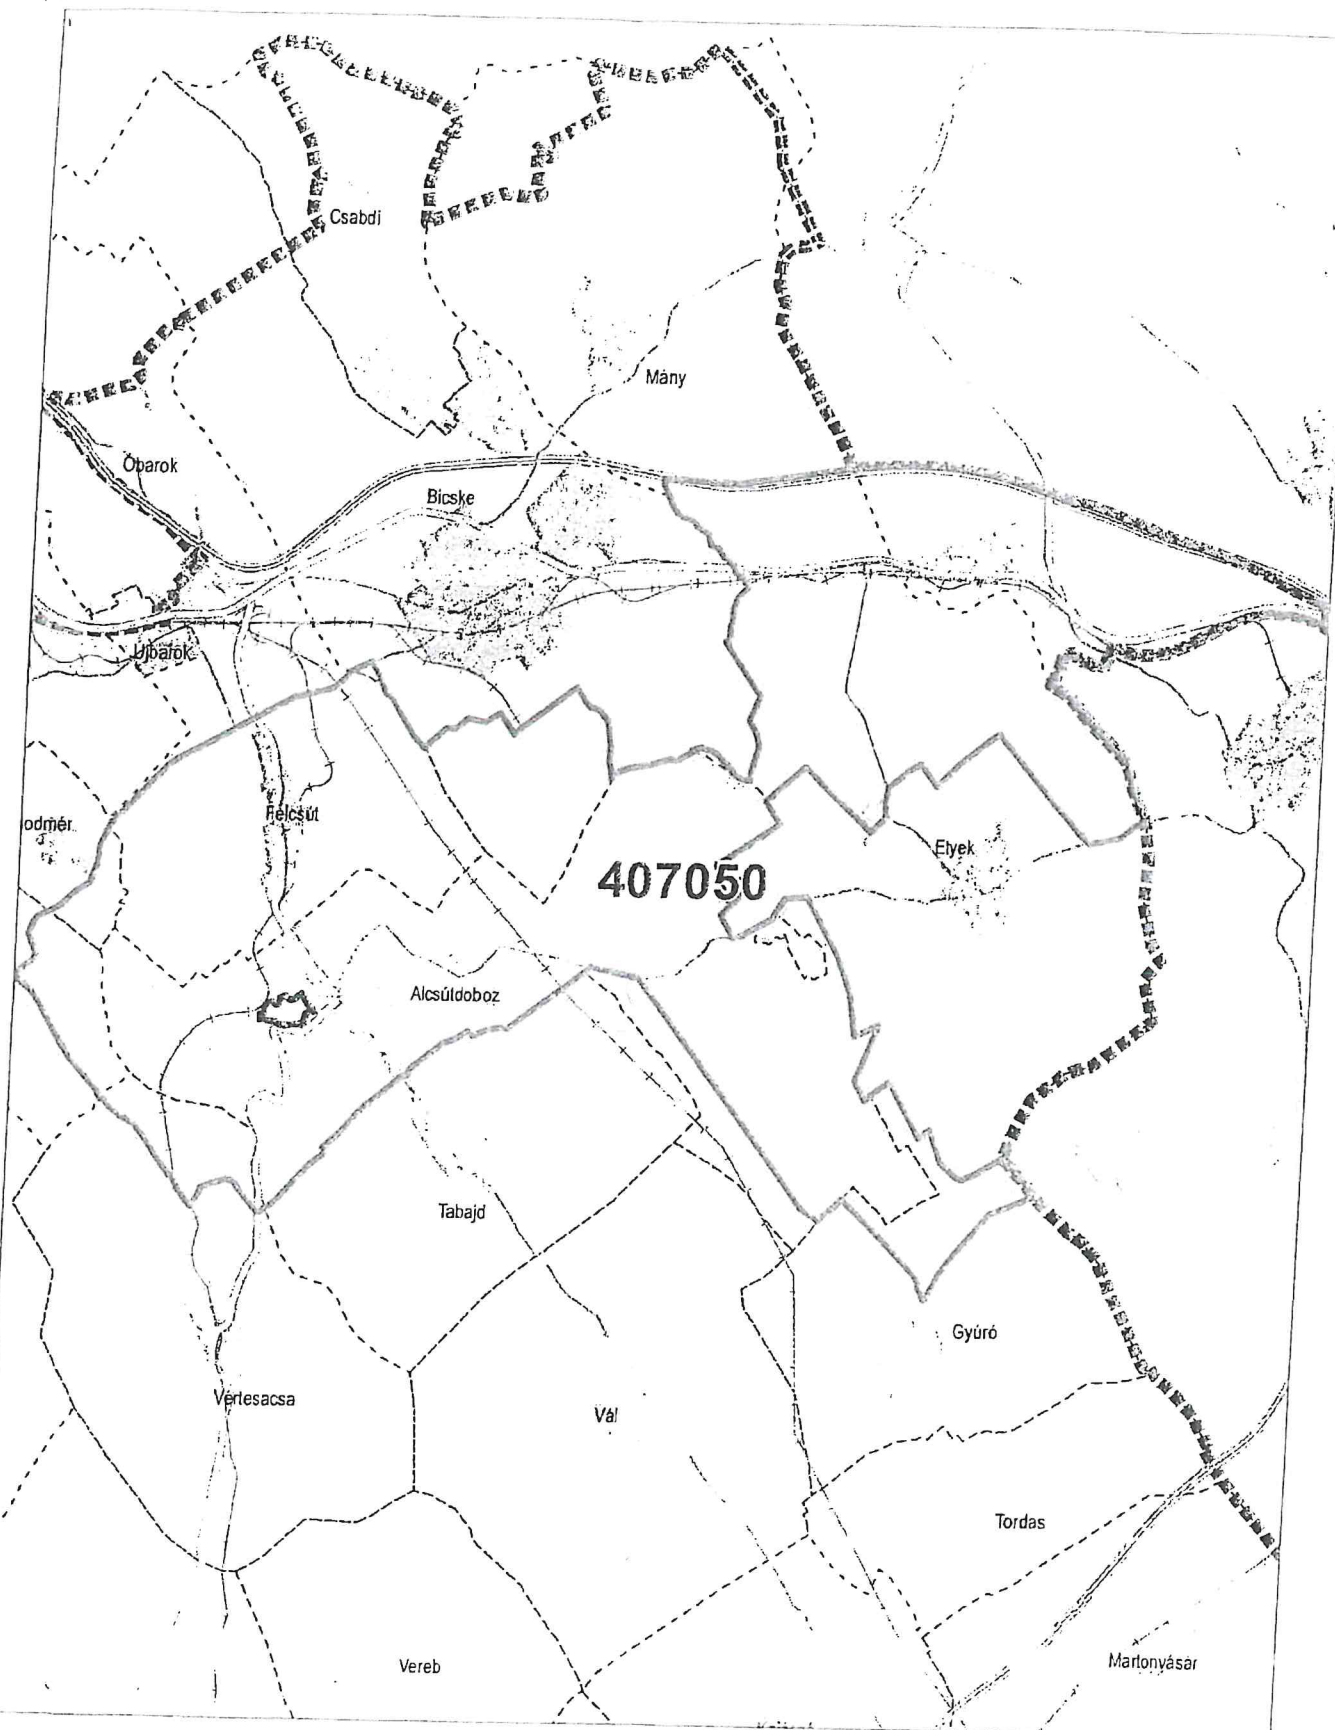 Csabdi
Mány
Óbarok
Bicske
Újbarok
Felcsút
odmér
Etyek
407050
Alcsútdoboz
Tabajd
Gyúró
Vértesacsa
Vál
Tordas
Vereb
Martonvásár